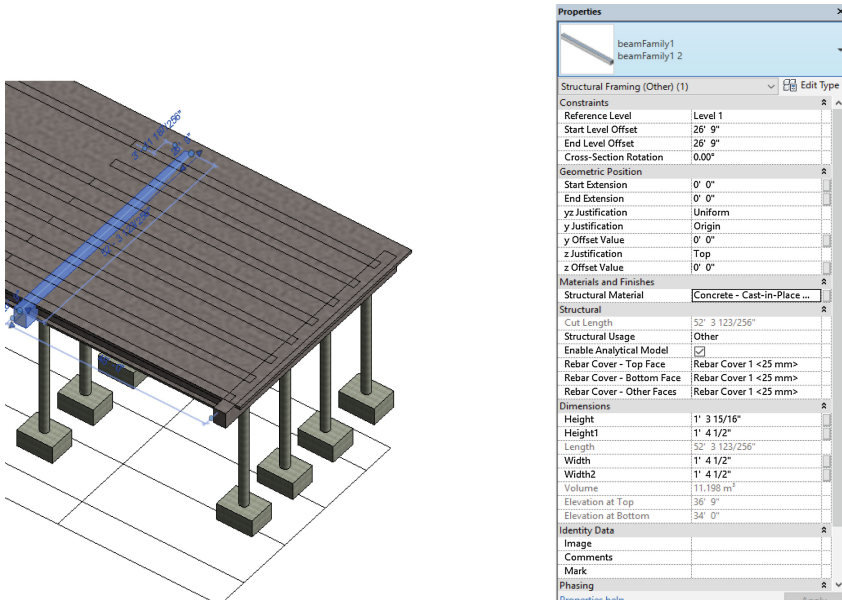 Properties
beamFamily1
beamFamily1 2
Structural Framing (Other) (1)
Edit Type
Constraints
Reference Level Level 1
Start Level Offset 26' 9"
End Level Offset 26' 9"
Cross-Section Rotation 0.00°
Geometric Position
Start Extension 0' 0"
End Extension 0' 0"
yz Justification Uniform
y Justification Origin
y Offset Value 0' 0"
z Justification Top
z Offset Value 0' 0"
Materials and Finishes
Structural Material Concrete - Cast-in-Place ...
Structural
Cut Length 52' 3 123/256"
Structural Usage Other
Enable Analytical Model
Rebar Cover - Top Face Rebar Cover 1 <25 mm>
Rebar Cover - Bottom Face Rebar Cover 1 <25 mm>
Rebar Cover - Other Faces Rebar Cover 1 <25 mm>
Dimensions
Height 1' 3 15/16"
Height1 1' 4 1/2"
Length 52' 3 123/256"
Width 1' 4 1/2"
Width2 1' 4 1/2"
Volume 11.198 m³
Elevation at Top 36' 9"
Elevation at Bottom 34' 0"
Identity Data
Image
Comments
Mark
Phasing
Properties help
Apply